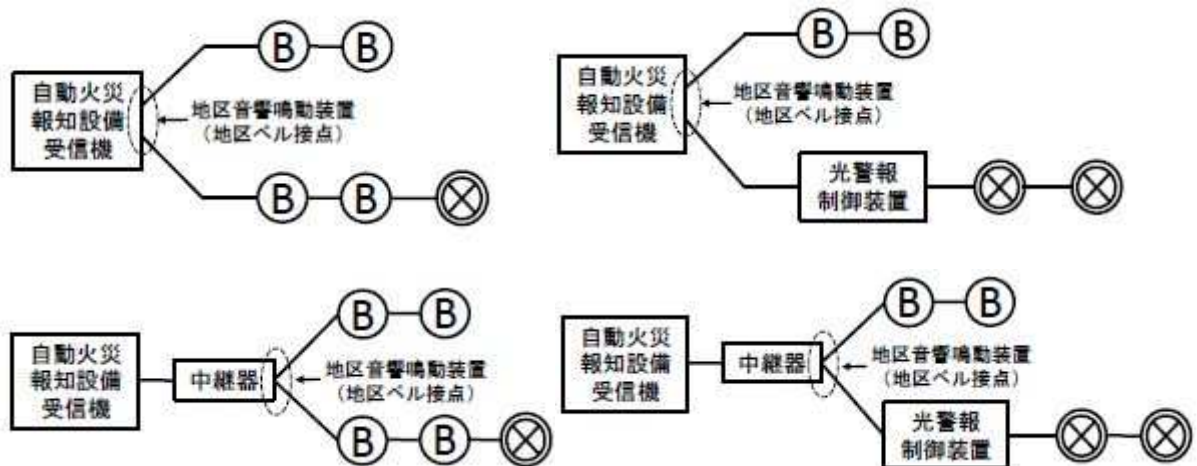 B B
自動火災
報知設備
受信機
地区音響鳴動装置
（地区ベル接点）
B B
B B
自動火災
報知設備
受信機
地区音響鳴動装置
（地区ベル接点）
光警報
制御装置
B B
自動火災
報知設備
受信機
中継器
地区音響鳴動装置
（地区ベル接点）
B B
B B
自動火災
報知設備
受信機
中継器
地区音響鳴動装置
（地区ベル接点）
光警報
制御装置